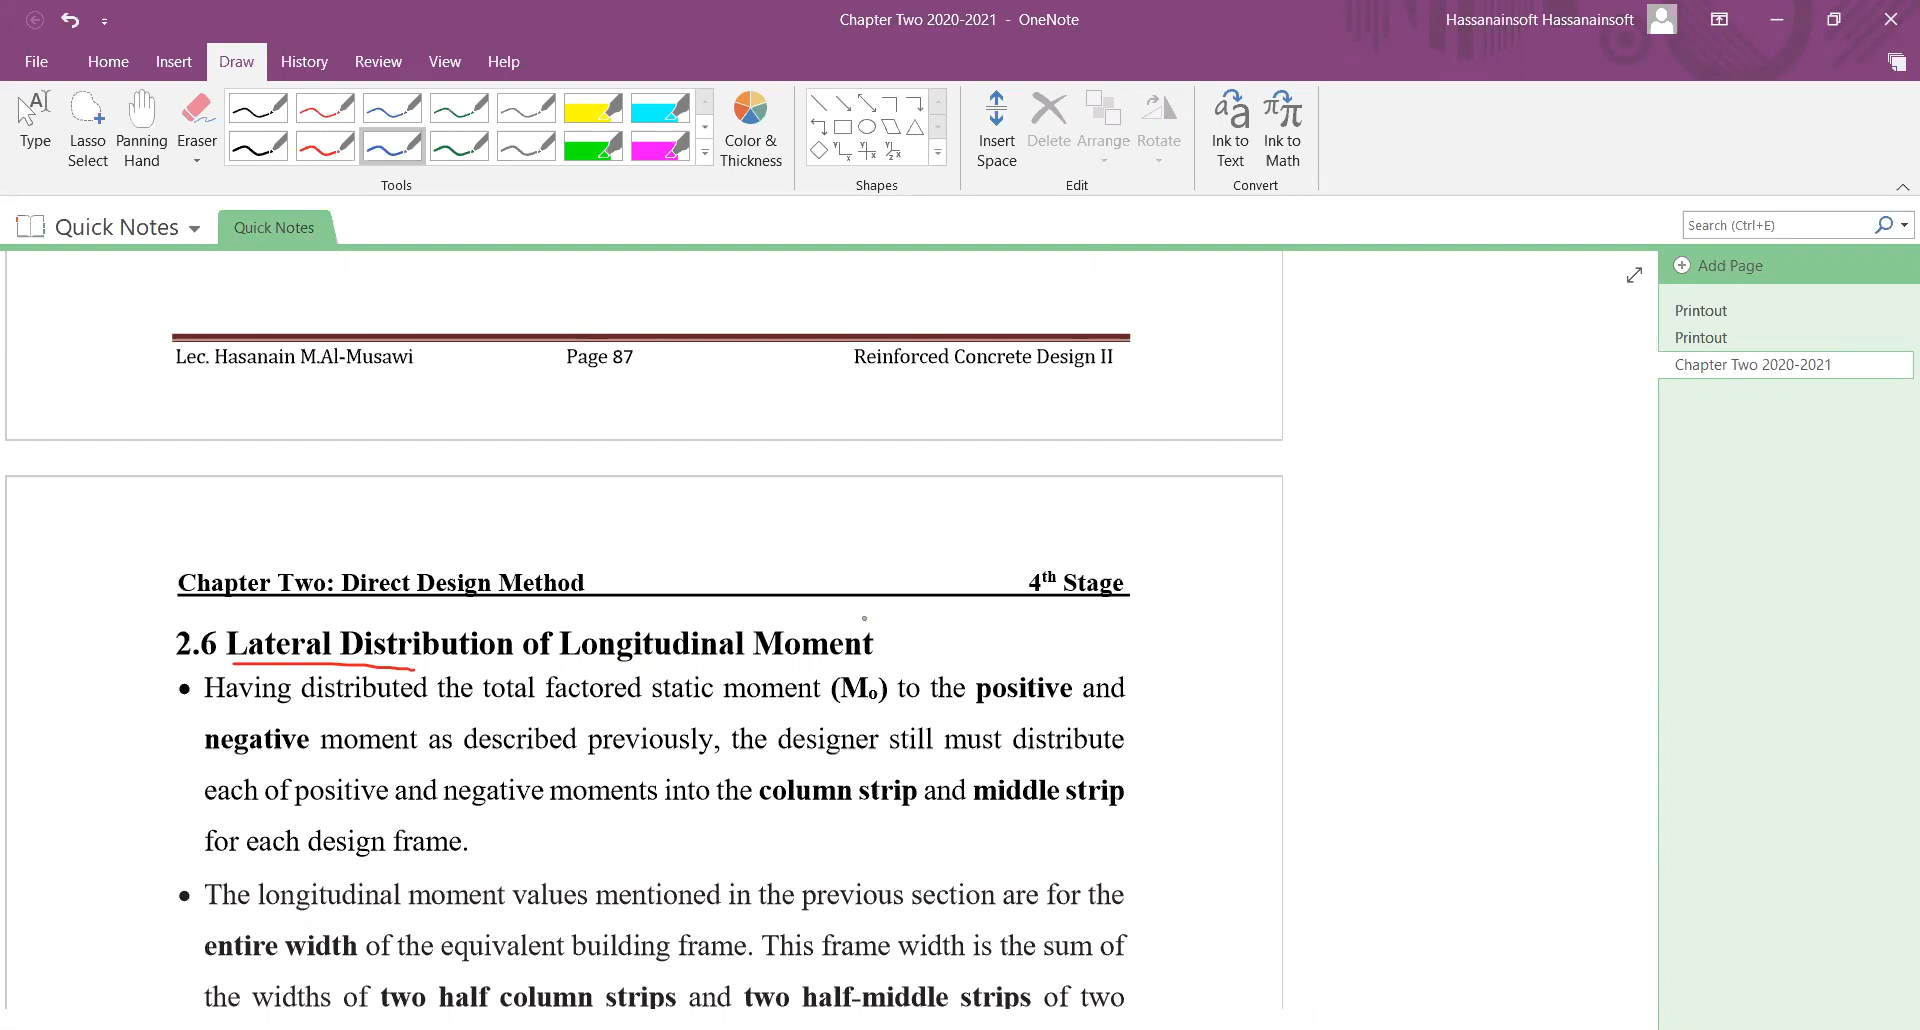 Chapter Two 2020-2021 - OneNote
Hassanainsoft Hassanainsoft
File Home Insert Draw History Review View Help
Type
Lasso Select
Panning Hand
Eraser
Color & Thickness
Insert Space
Delete
Arrange
Rotate
Ink to Text
Ink to Math
Tools Shapes Edit Convert
Quick Notes Quick Notes
Search (Ctrl+E)
Add Page
Printout
Printout
Chapter Two 2020-2021
Lec. Hasanain M.Al-Musawi Page 87 Reinforced Concrete Design II
Chapter Two: Direct Design Method 4th Stage
2.6 Lateral Distribution of Longitudinal Moment
• Having distributed the total factored static moment (Mₒ) to the positive and
negative moment as described previously, the designer still must distribute
each of positive and negative moments into the column strip and middle strip
for each design frame.
• The longitudinal moment values mentioned in the previous section are for the
entire width of the equivalent building frame. This frame width is the sum of
the widths of two half column strips and two half-middle strips of two